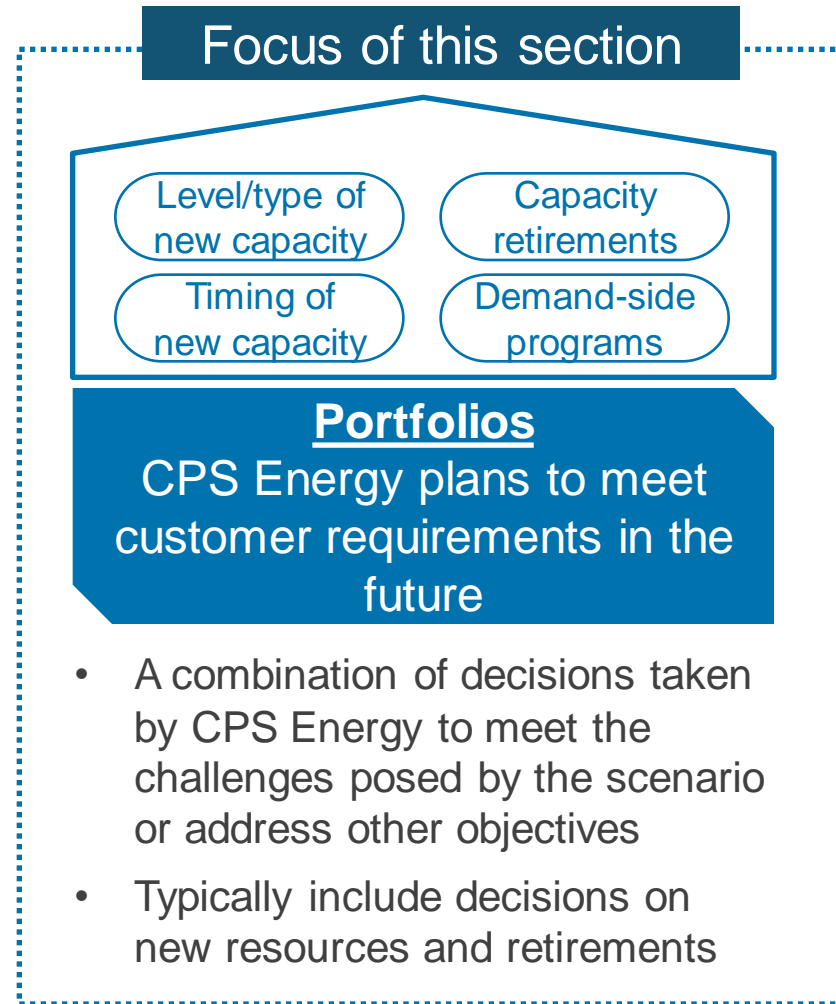 Focus of this section
Level/type of
new capacity
Capacity
retirements
Timing of
new capacity
Demand-side
programs
Portfolios
CPS Energy plans to meet
customer requirements in the
future
• A combination of decisions taken
by CPS Energy to meet the
challenges posed by the scenario
or address other objectives
• Typically include decisions on
new resources and retirements